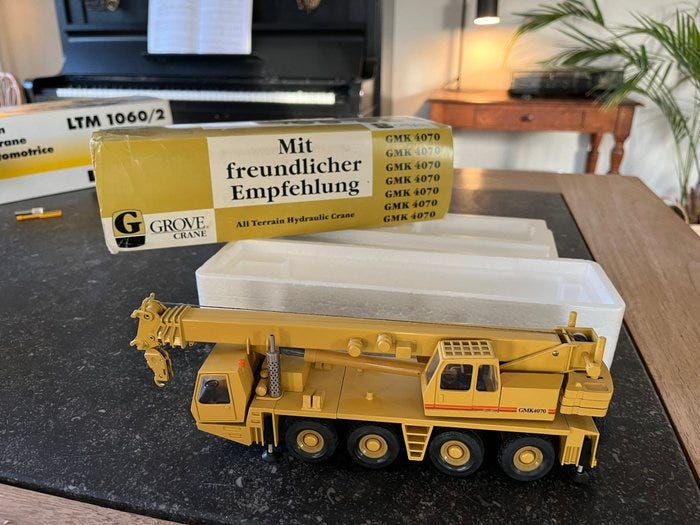 LTM 1060/2
n
rane
omotrice
Mit
freundlicher
Empfehlung
GMK 4070
GMK 4070
GMK 4070
GMK 4070
GMK 4070
GMK 4070
GMK 4070
G GROVE
CRANE
All Terrain Hydraulic Crane
GMK4070